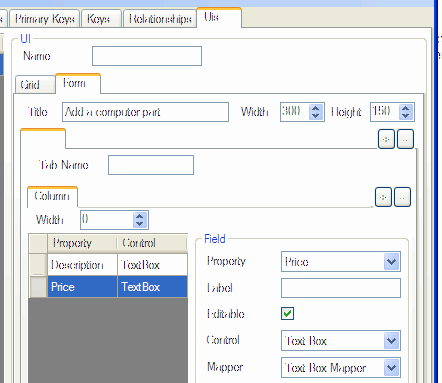 s Primary Keys Keys Relationships UIs
UI
Name
Grid Form
Title Add a computer part Width 300 Height 150
+ -
Tab Name
Column + -
Width 0
Property Control
Description TextBox
Price TextBox
Field
Property Price
Label
Editable
Control Text Box
Mapper Text Box Mapper